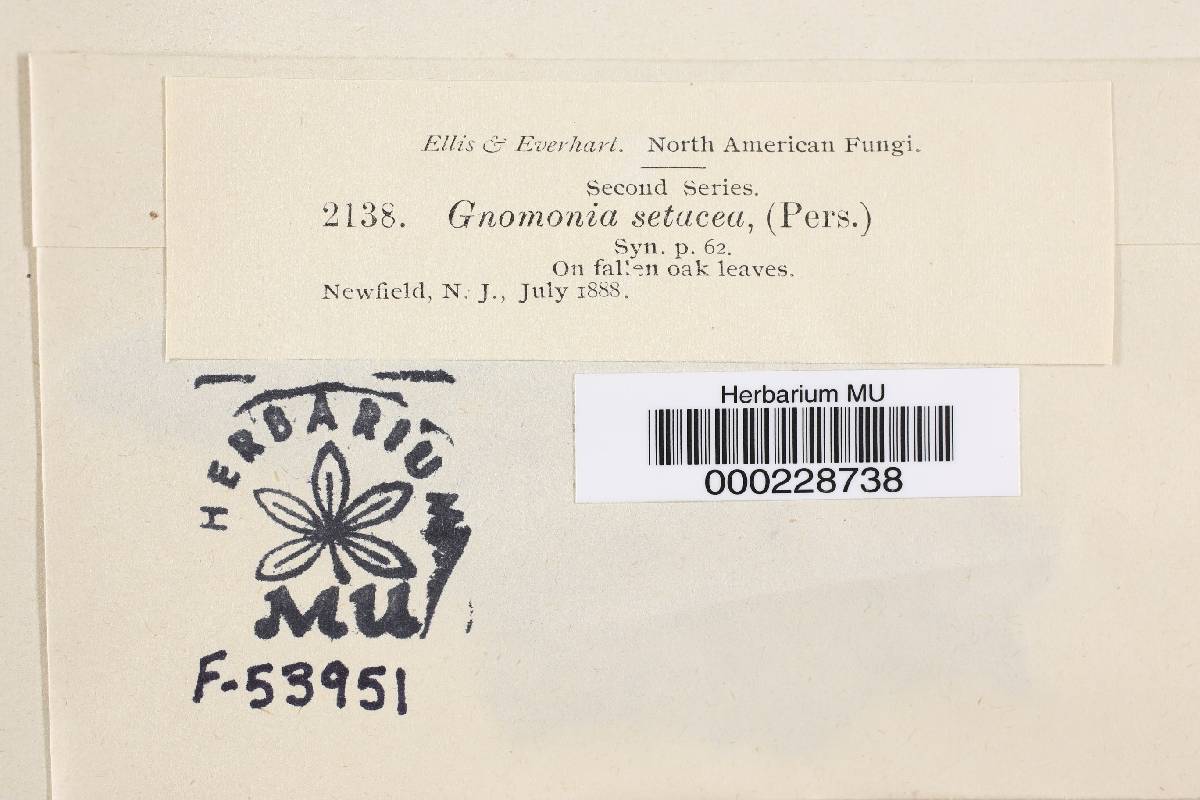 Ellis & Everhart. North American Fungi.
Second Series.
2138. Gnomonia setacea, (Pers.)
Syn. p. 62.
On fallen oak leaves.
Newfield, N. J., July 1888.
Herbarium MU
000228738
HERBARIUM
MU
F-53951